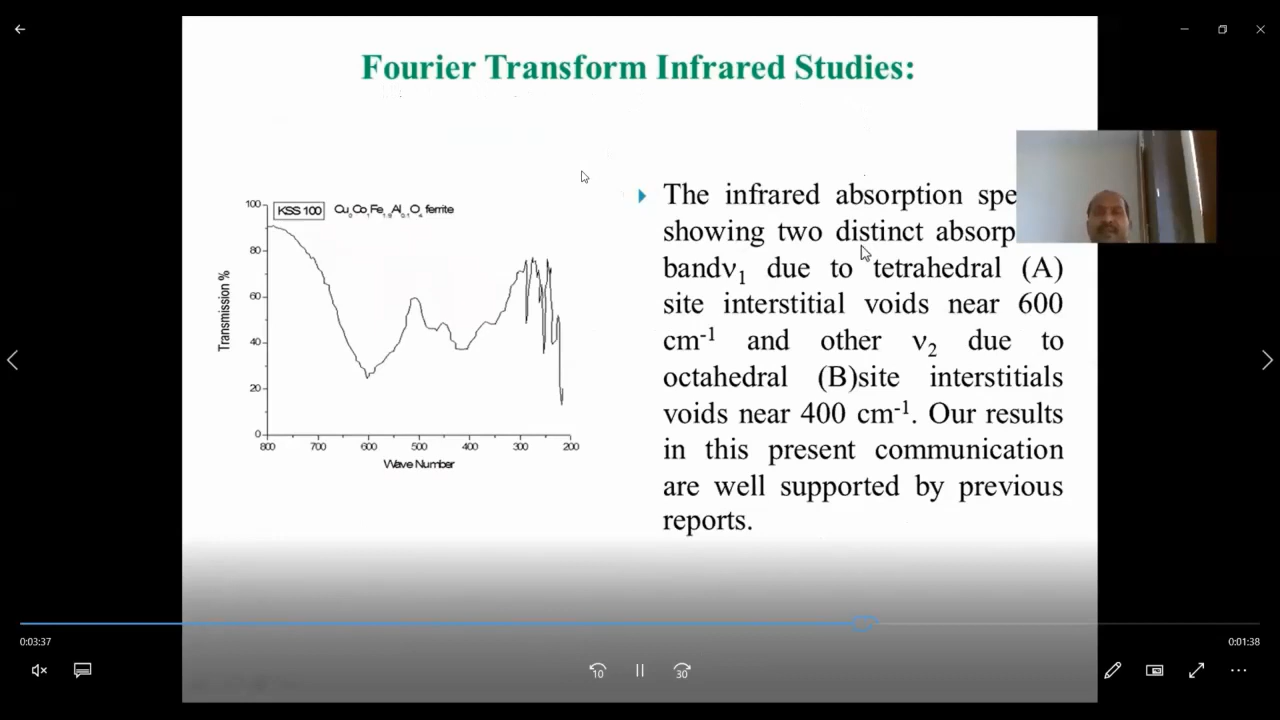 Fourier Transform Infrared Studies:
The infrared absorption
showing two distinct
bandν₁ due to tetrahedral (A)
site interstitial voids near 600
cm⁻¹ and other ν₂ due to
octahedral (B)site interstitials
voids near 400 cm⁻¹. Our results
in this present communication
are well supported by previous
reports.
KSS 100
ferrite
100
80
60
40
20
0
Transmission %
800 700 600 500 400 300 200
Wave Number
0:03:37
0:01:38
10
30